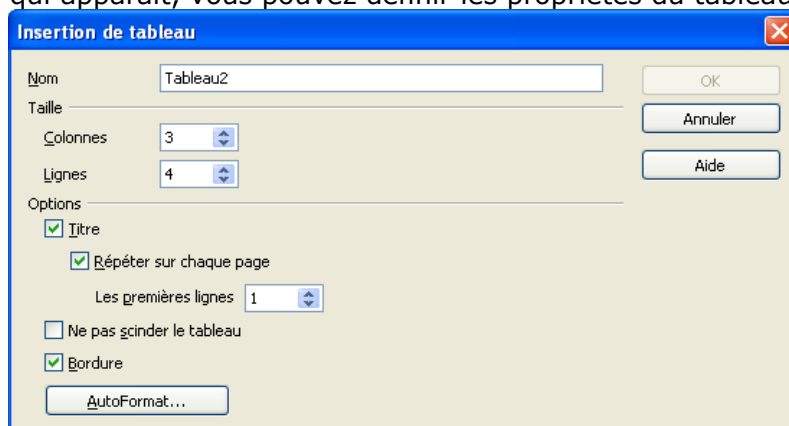 qui apparaît, vous pouvez définir les propriétés du tableau
Insertion de tableau
Nom Tableau2 OK
Taille Annuler
Colonnes 3
Lignes 4 Aide
Options
Titre
Répéter sur chaque page
Les premières lignes 1
Ne pas scinder le tableau
Bordure
AutoFormat...